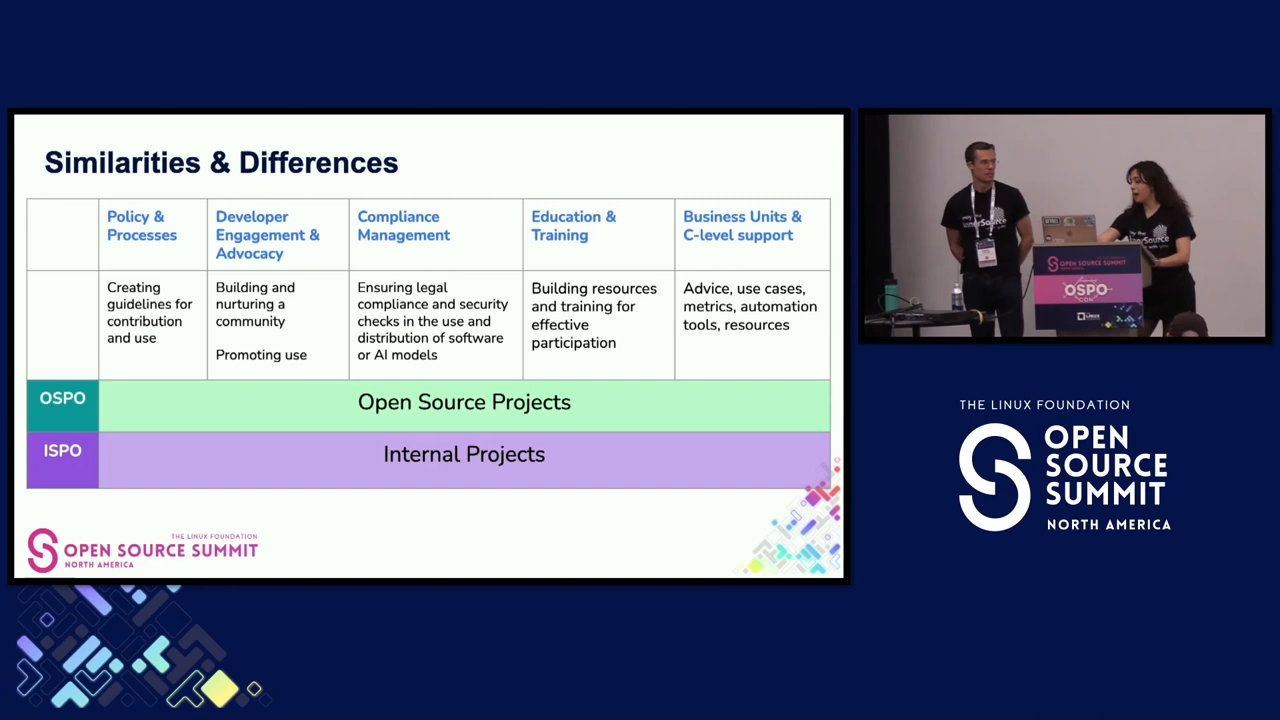 Similarities & Differences
Policy &
Processes
Developer
Engagement &
Advocacy
Compliance
Management
Education &
Training
Business Units &
C-level support
Creating
guidelines for
contribution
and use
Building and
nurturing a
community
Promoting use
Ensuring legal
compliance and security
checks in the use and
distribution of software
or AI models
Building resources
and training for
effective
participation
Advice, use cases,
metrics, automation
tools, resources
OSPO
Open Source Projects
ISPO
Internal Projects
THE LINUX FOUNDATION
OPEN SOURCE SUMMIT
NORTH AMERICA
OPEN SOURCE SUMMIT
OSPO
CON
LINUX
THE LINUX FOUNDATION
OPEN
SOURCE
SUMMIT
NORTH AMERICA